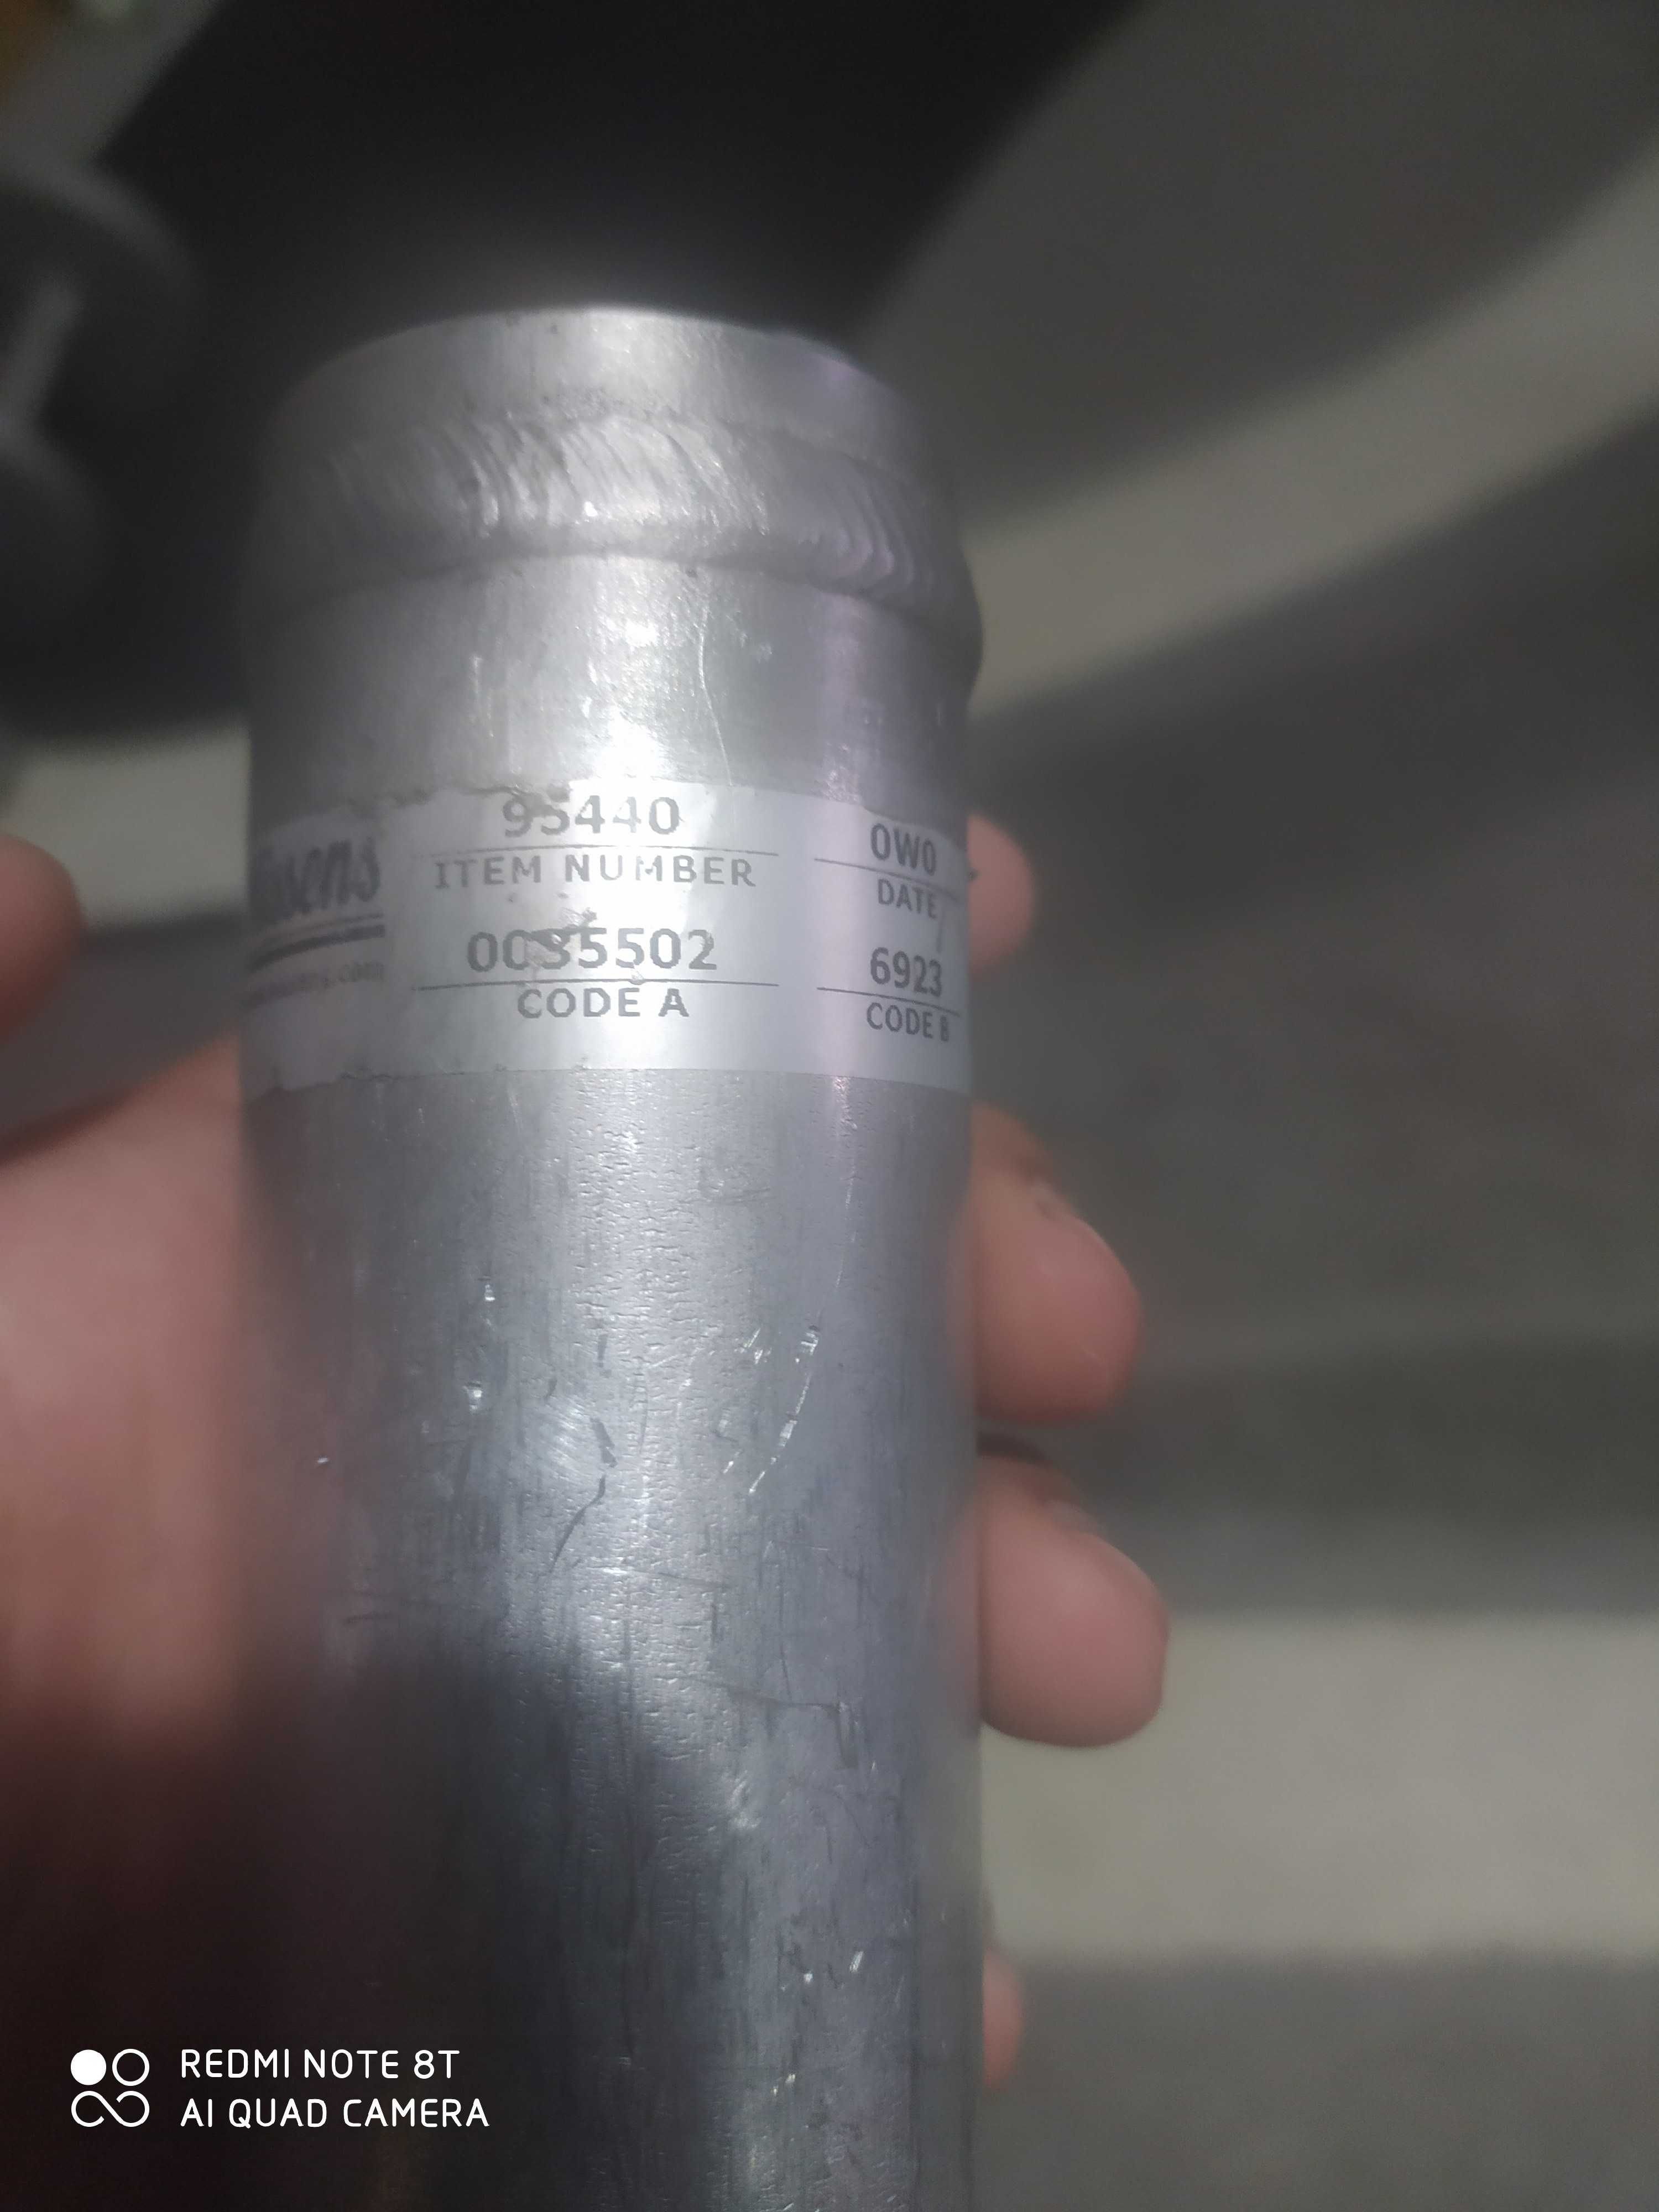 95440
ITEM NUMBER
0W0
DATE
0035502
CODE A
6923
CODE B
REDMI NOTE 8T
AI QUAD CAMERA